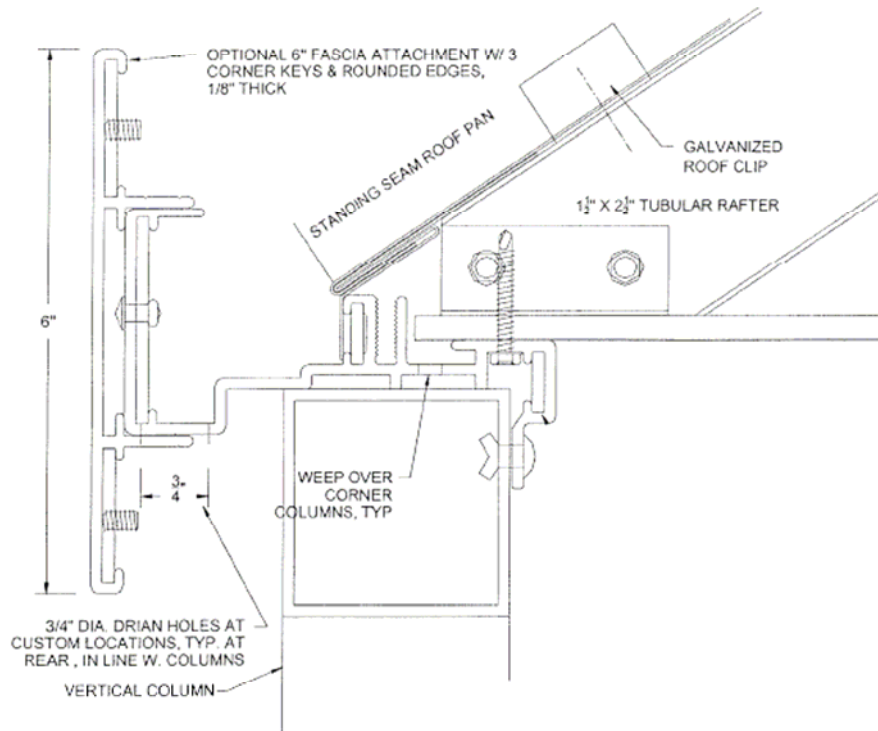 OPTIONAL 6" FASCIA ATTACHMENT W/ 3
CORNER KEYS & ROUNDED EDGES,
1/8" THICK
STANDING SEAM ROOF PAN
GALVANIZED
ROOF CLIP
1½" X 2½" TUBULAR RAFTER
6"
3"
4
WEEP OVER
CORNER
COLUMNS, TYP
3/4" DIA. DRIAN HOLES AT
CUSTOM LOCATIONS, TYP. AT
REAR , IN LINE W. COLUMNS
VERTICAL COLUMN